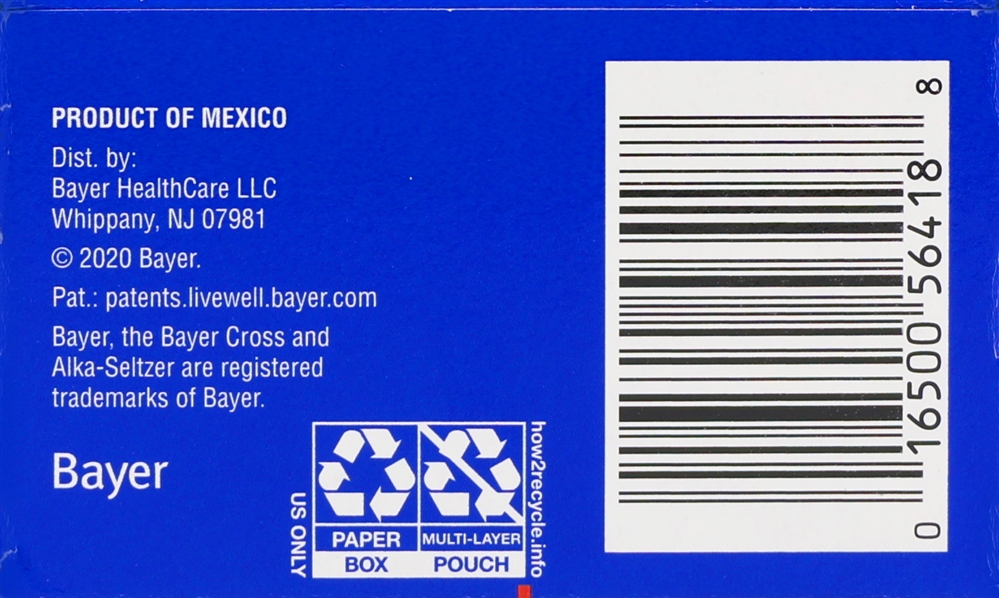 PRODUCT OF MEXICO
Dist. by:
Bayer HealthCare LLC
Whippany, NJ 07981
© 2020 Bayer.
Pat.: patents.livewell.bayer.com
Bayer, the Bayer Cross and
Alka-Seltzer are registered
trademarks of Bayer.
Bayer
US ONLY
PAPER
BOX
MULTI-LAYER
POUCH
how2recycle.info
0 16500 56418 8